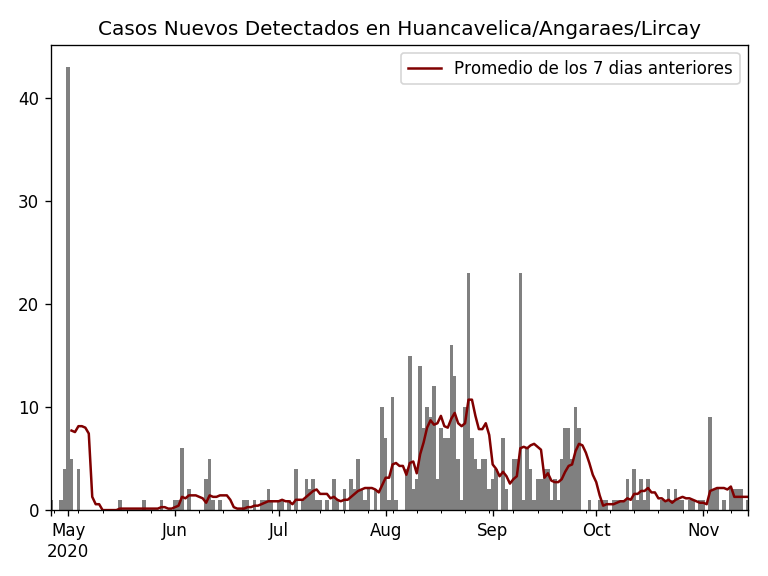 Casos Nuevos Detectados en Huancavelica/Angaraes/Lircay
Promedio de los 7 dias anteriores
40
30
20
10
0
May Jun Jul Aug Sep Oct Nov
2020